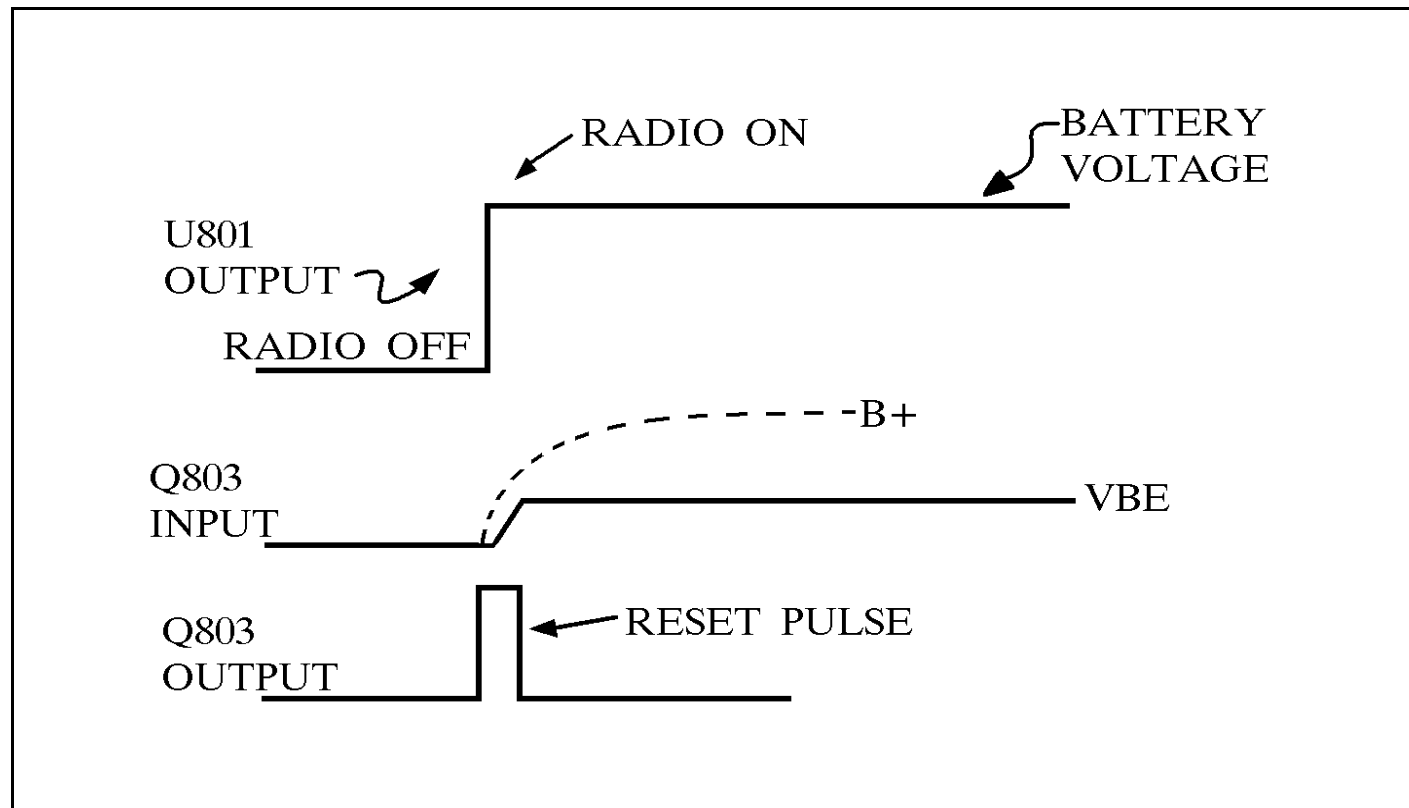 RADIO ON
BATTERY
VOLTAGE
U801
OUTPUT
RADIO OFF
B+
Q803
INPUT
VBE
Q803
OUTPUT
RESET PULSE